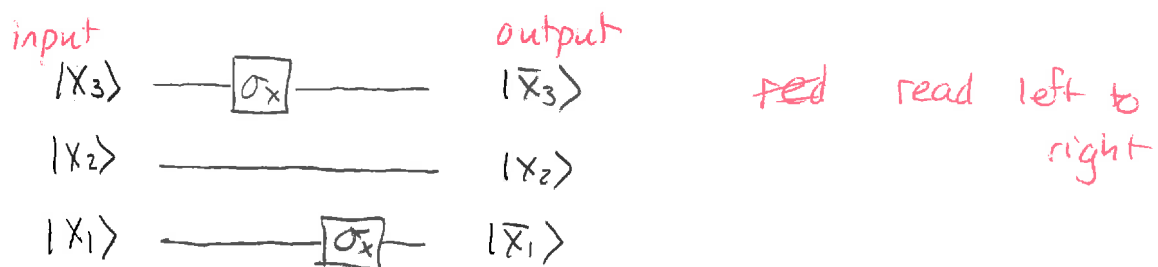 input output
|X3⟩ σx |X̄3⟩ red read left to
right
|X2⟩ |X2⟩
|X1⟩ σx |X̄1⟩